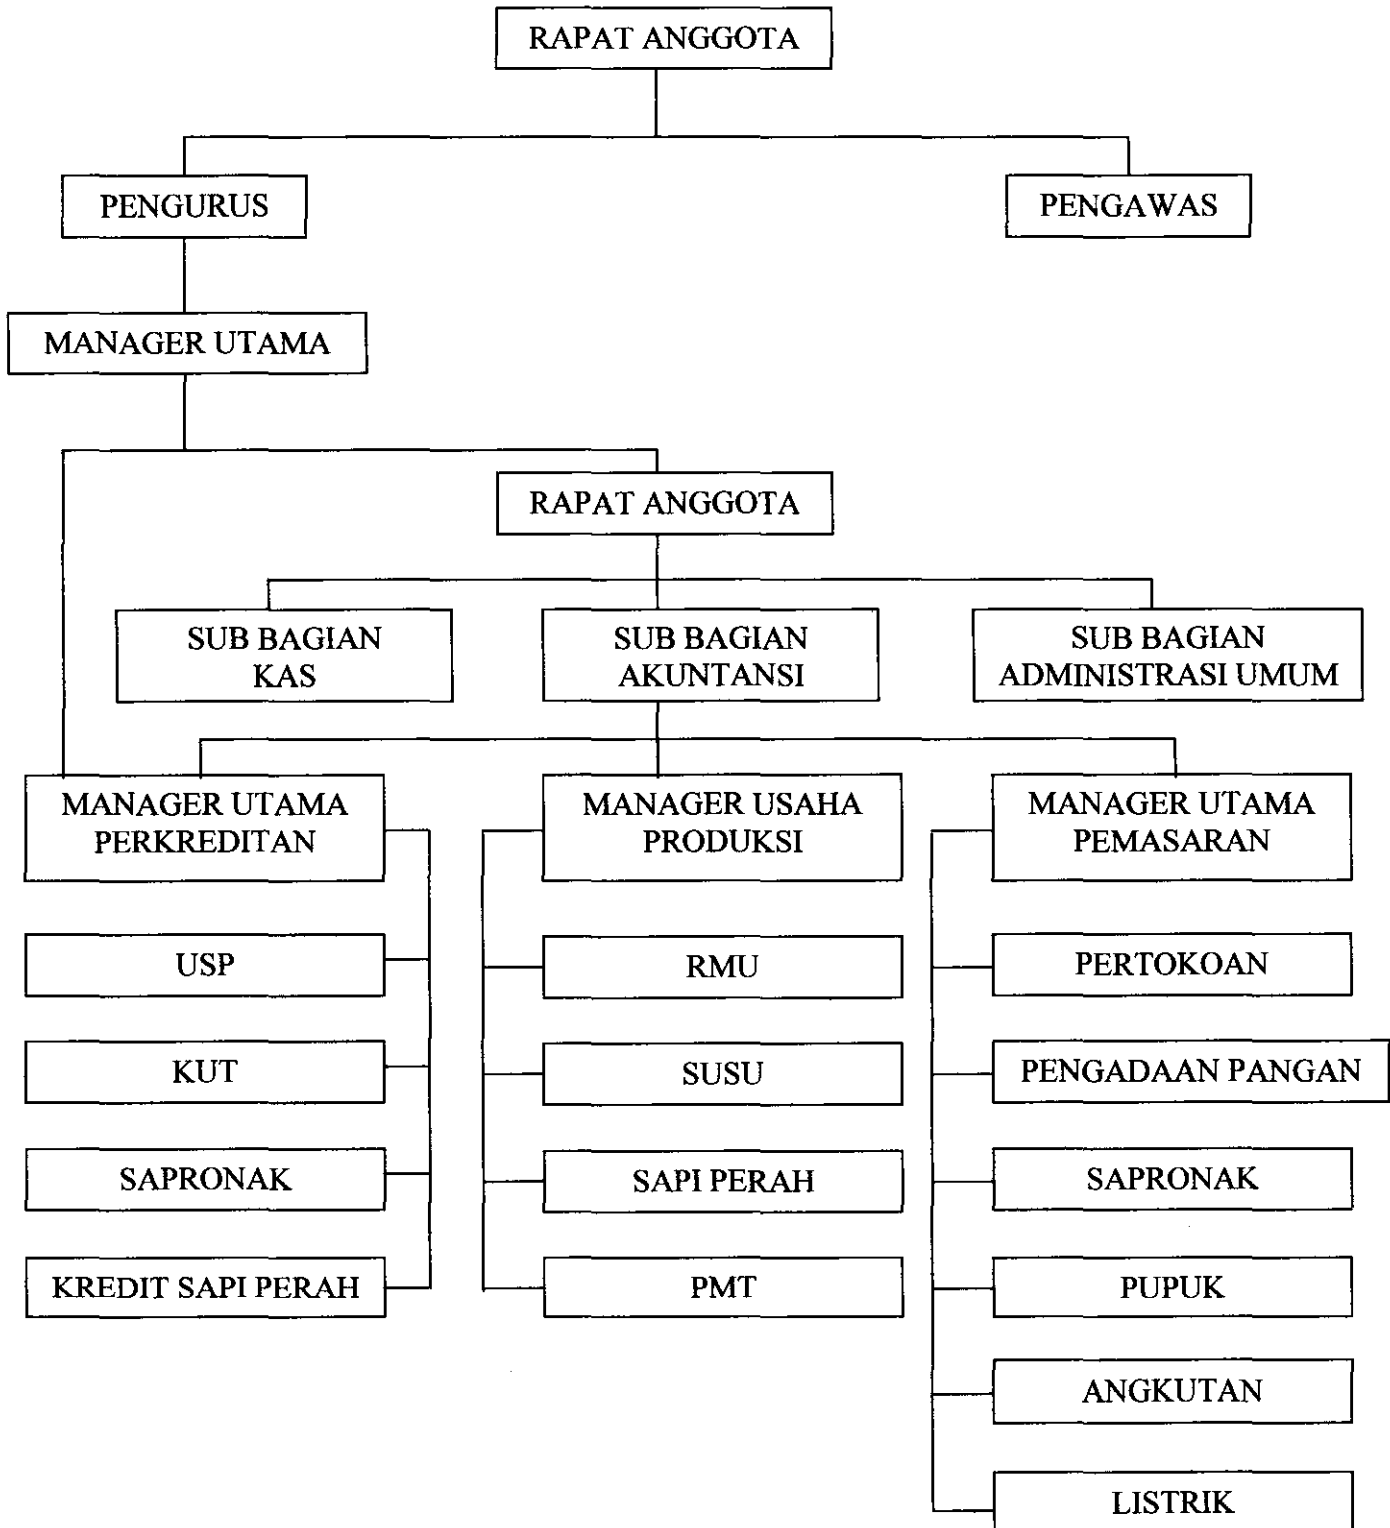 RAPAT ANGGOTA
PENGURUS
PENGAWAS
MANAGER UTAMA
RAPAT ANGGOTA
SUB BAGIAN
KAS
SUB BAGIAN
AKUNTANSI
SUB BAGIAN
ADMINISTRASI UMUM
MANAGER UTAMA
PERKREDITAN
MANAGER USAHA
PRODUKSI
MANAGER UTAMA
PEMASARAN
USP
RMU
PERTOKOAN
KUT
SUSU
PENGADAAN PANGAN
SAPRONAK
SAPI PERAH
SAPRONAK
KREDIT SAPI PERAH
PMT
PUPUK
ANGKUTAN
LISTRIK